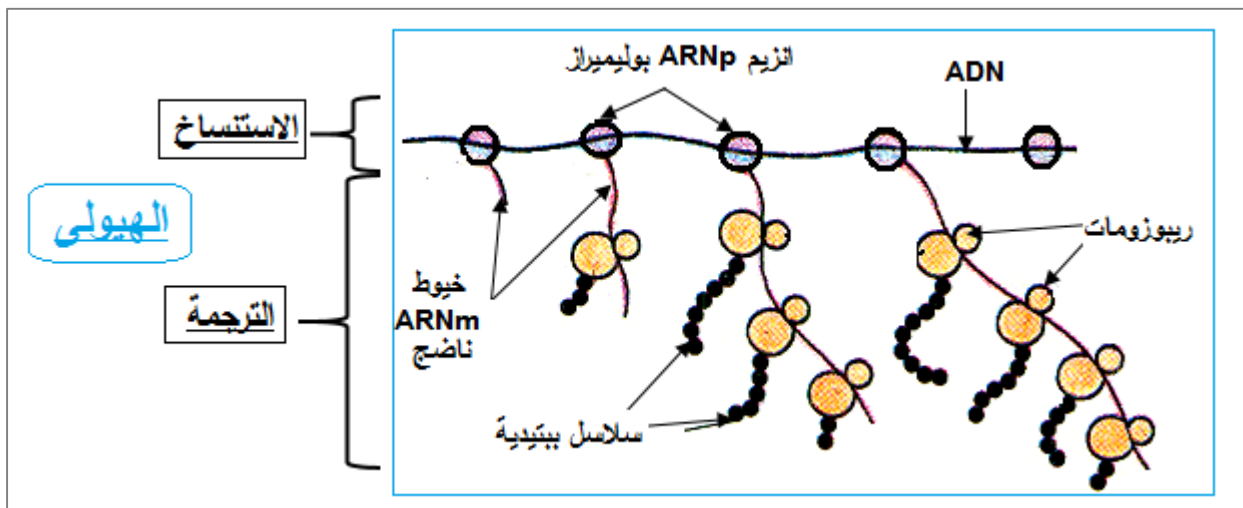 انزيم ARNp بوليميراز
ADN
الاستنساخ
الهيولى
ريبوزومات
خيوط
ARNm
ناضج
الترجمة
سلاسل ببتيدية